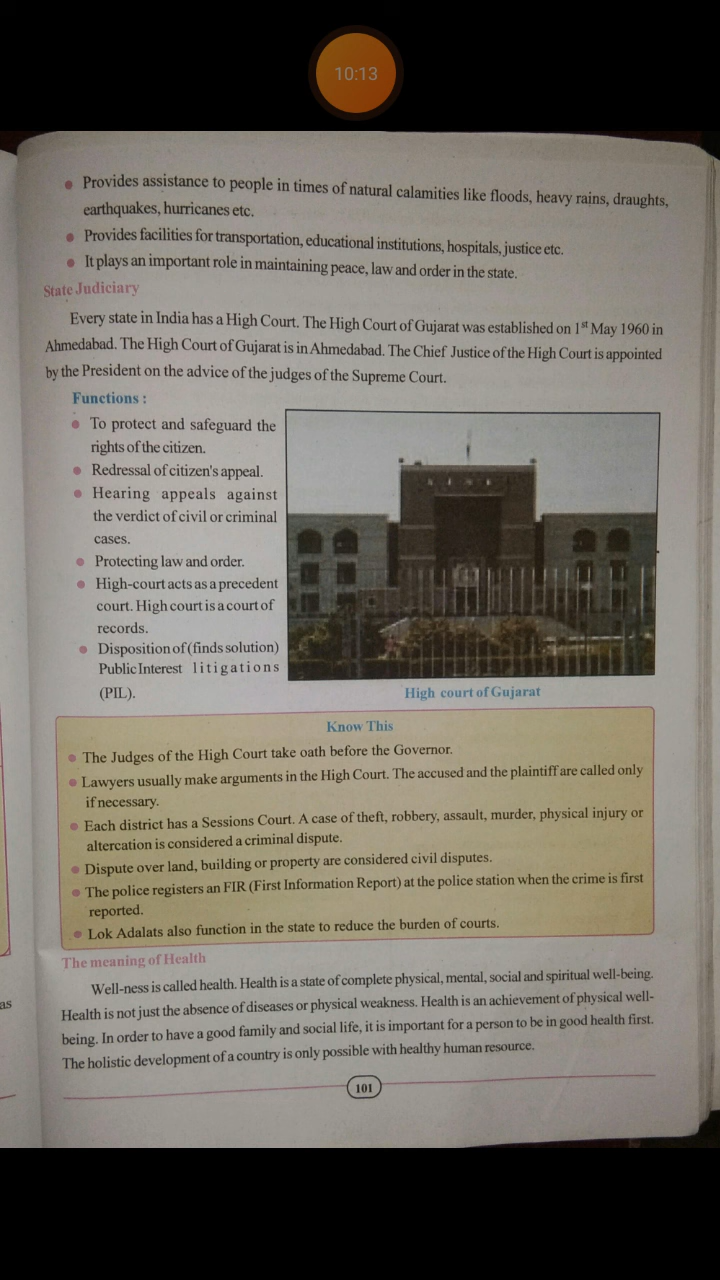 10:13
Provides assistance to people in times of natural calamities like floods, heavy rains, draughts,
earthquakes, hurricanes etc.
Provides facilities for transportation, educational institutions, hospitals, justice etc.
It plays an important role in maintaining peace, law and order in the state.
State Judiciary
Every state in India has a High Court. The High Court of Gujarat was established on 1st May 1960 in
Ahmedabad. The High Court of Gujarat is in Ahmedabad. The Chief Justice of the High Court is appointed
by the President on the advice of the judges of the Supreme Court.
Functions :
To protect and safeguard the
rights of the citizen.
Redressal of citizen's appeal.
Hearing appeals against
the verdict of civil or criminal
cases.
Protecting law and order.
High-court acts as a precedent
court. High court is a court of
records.
Disposition of (finds solution)
Public Interest litigations
(PIL).
High court of Gujarat
Know This
The Judges of the High Court take oath before the Governor.
Lawyers usually make arguments in the High Court. The accused and the plaintiff are called only
if necessary.
Each district has a Sessions Court. A case of theft, robbery, assault, murder, physical injury or
altercation is considered a criminal dispute.
Dispute over land, building or property are considered civil disputes.
The police registers an FIR (First Information Report) at the police station when the crime is first
reported.
Lok Adalats also function in the state to reduce the burden of courts.
The meaning of Health
Well-ness is called health. Health is a state of complete physical, mental, social and spiritual well-being.
Health is not just the absence of diseases or physical weakness. Health is an achievement of physical well-
being. In order to have a good family and social life, it is important for a person to be in good health first.
The holistic development of a country is only possible with healthy human resource.
101
as